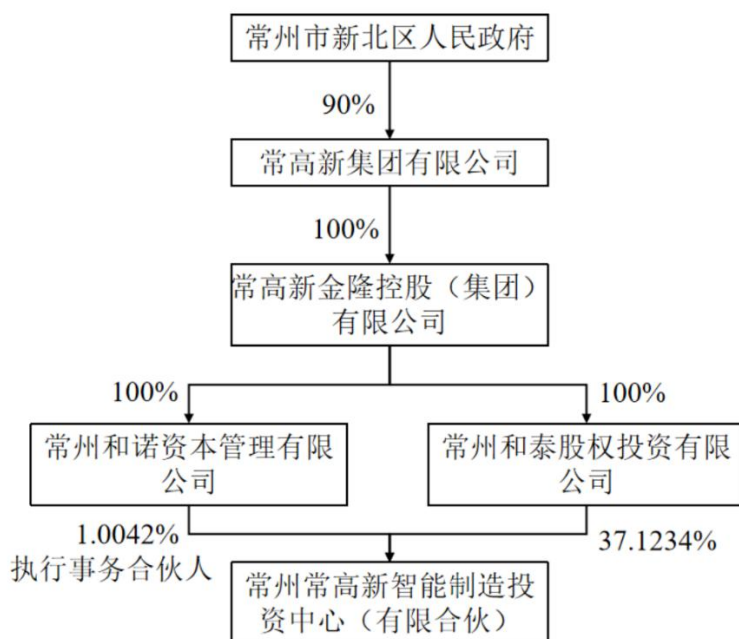 常州市新北区人民政府
90%
常高新集团有限公司
100%
常高新金隆控股（集团）
有限公司
100%
100%
常州和诺资本管理有限
公司
常州和泰股权投资有限
公司
1.0042%
执行事务合伙人
37.1234%
常州常高新智能制造投
资中心（有限合伙）